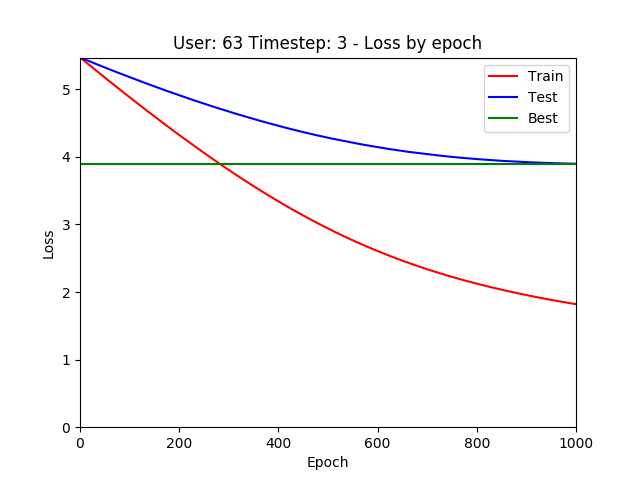 User: 63 Timestep: 3 - Loss by epoch
Train
Test
Best
5
4
3
2
1
0
Loss
0 200 400 600 800 1000
Epoch